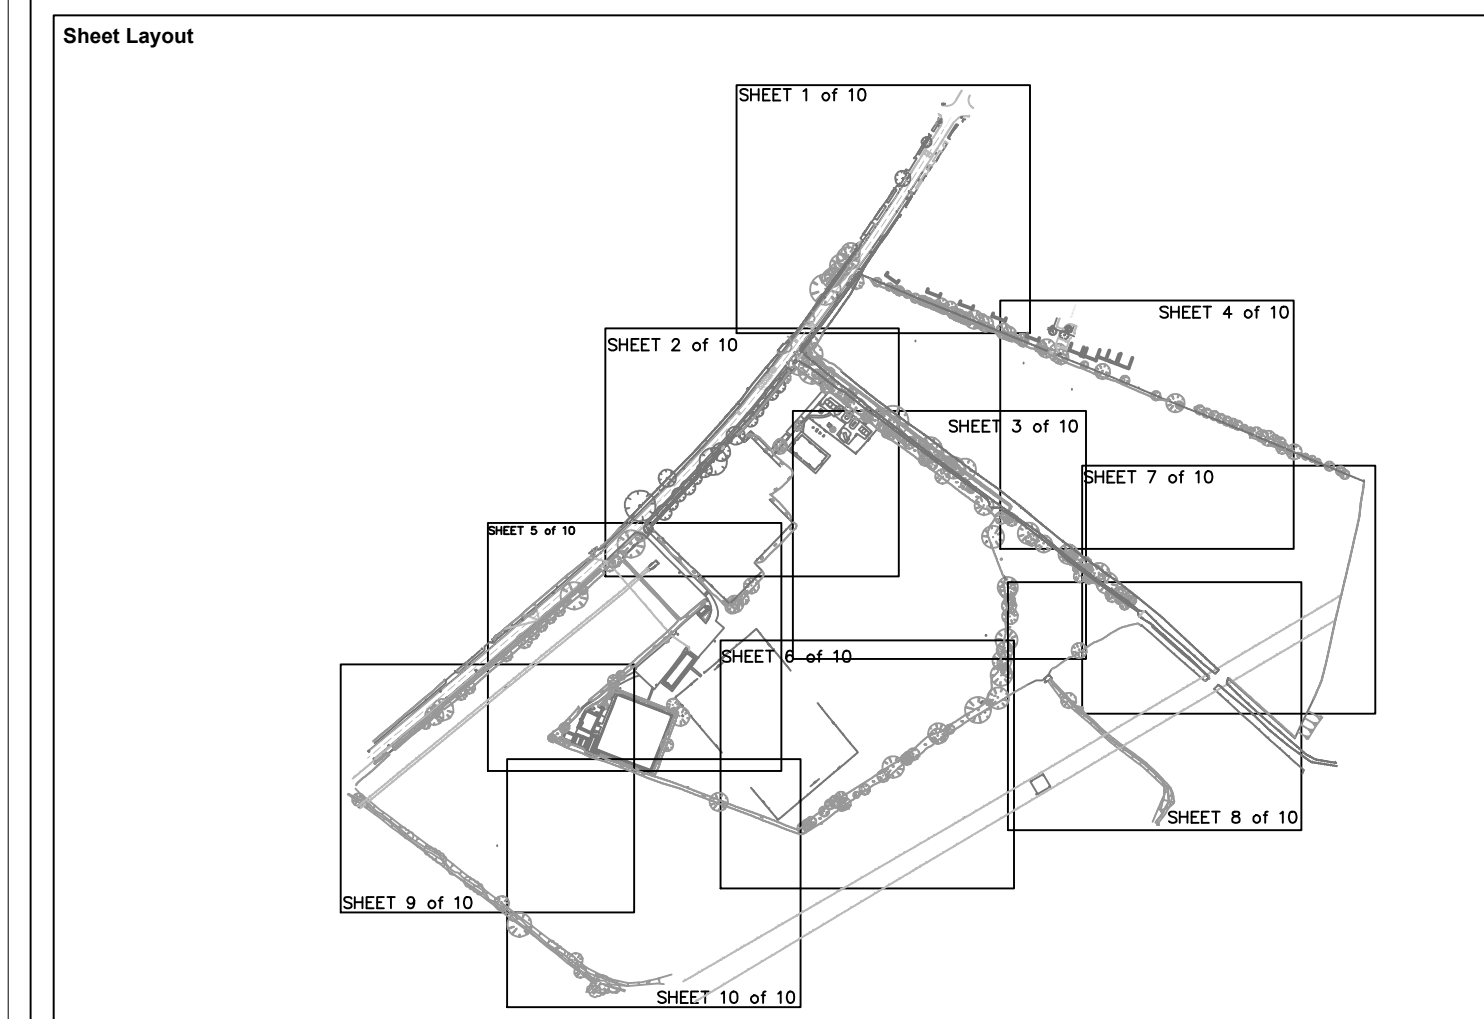 Sheet Layout
SHEET 1 of 10
SHEET 4 of 10
SHEET 2 of 10
SHEET 3 of 10
SHEET 7 of 10
SHEET 5 of 10
SHEET 6 of 10
SHEET 8 of 10
SHEET 9 of 10
SHEET 10 of 10